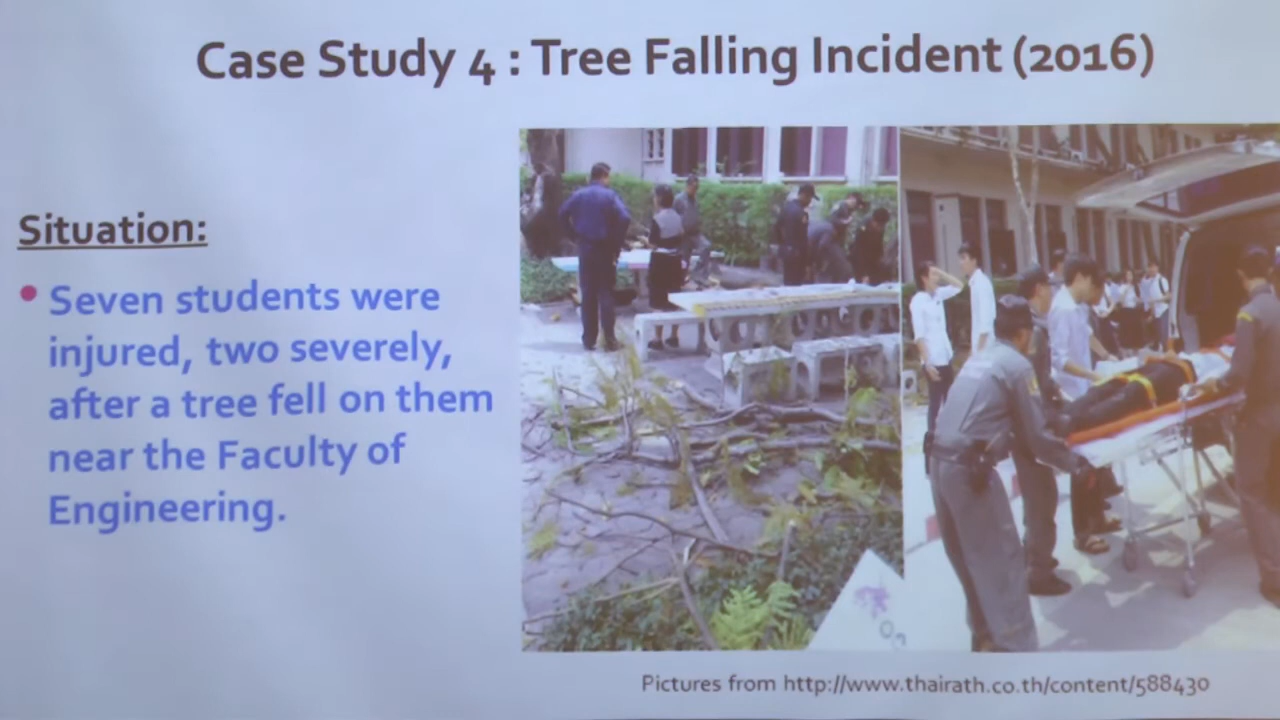 Case Study 4 : Tree Falling Incident (2016)
Situation:
• Seven students were
injured, two severely,
after a tree fell on them
near the Faculty of
Engineering.
Pictures from http://www.thairath.co.th/content/588430